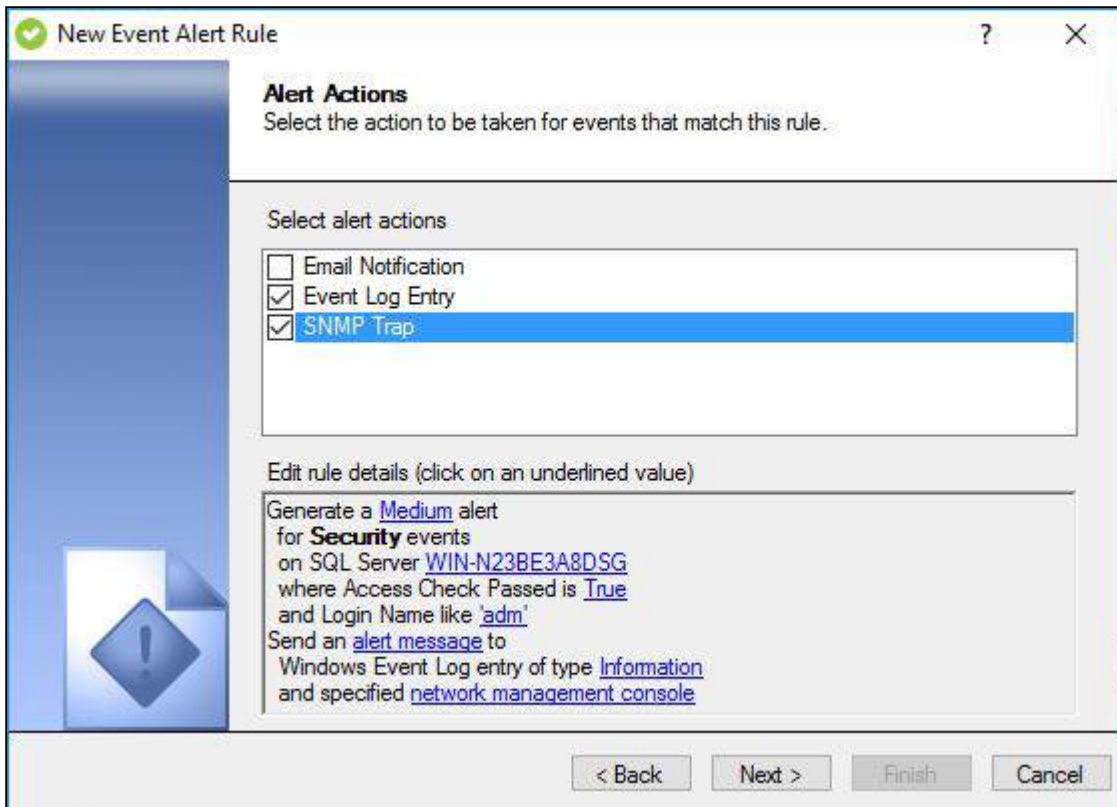 New Event Alert Rule
?
Alert Actions
Select the action to be taken for events that match this rule.
Select alert actions
Email Notification
Event Log Entry
SNMP Trap
Edit rule details (click on an underlined value)
Generate a Medium alert
for Security events
on SQL Server WIN-N23BE3A8DSG
where Access Check Passed is True
and Login Name like 'adm'
Send an alert message to
Windows Event Log entry of type Information
and specified network management console
< Back
Next >
Finish
Cancel